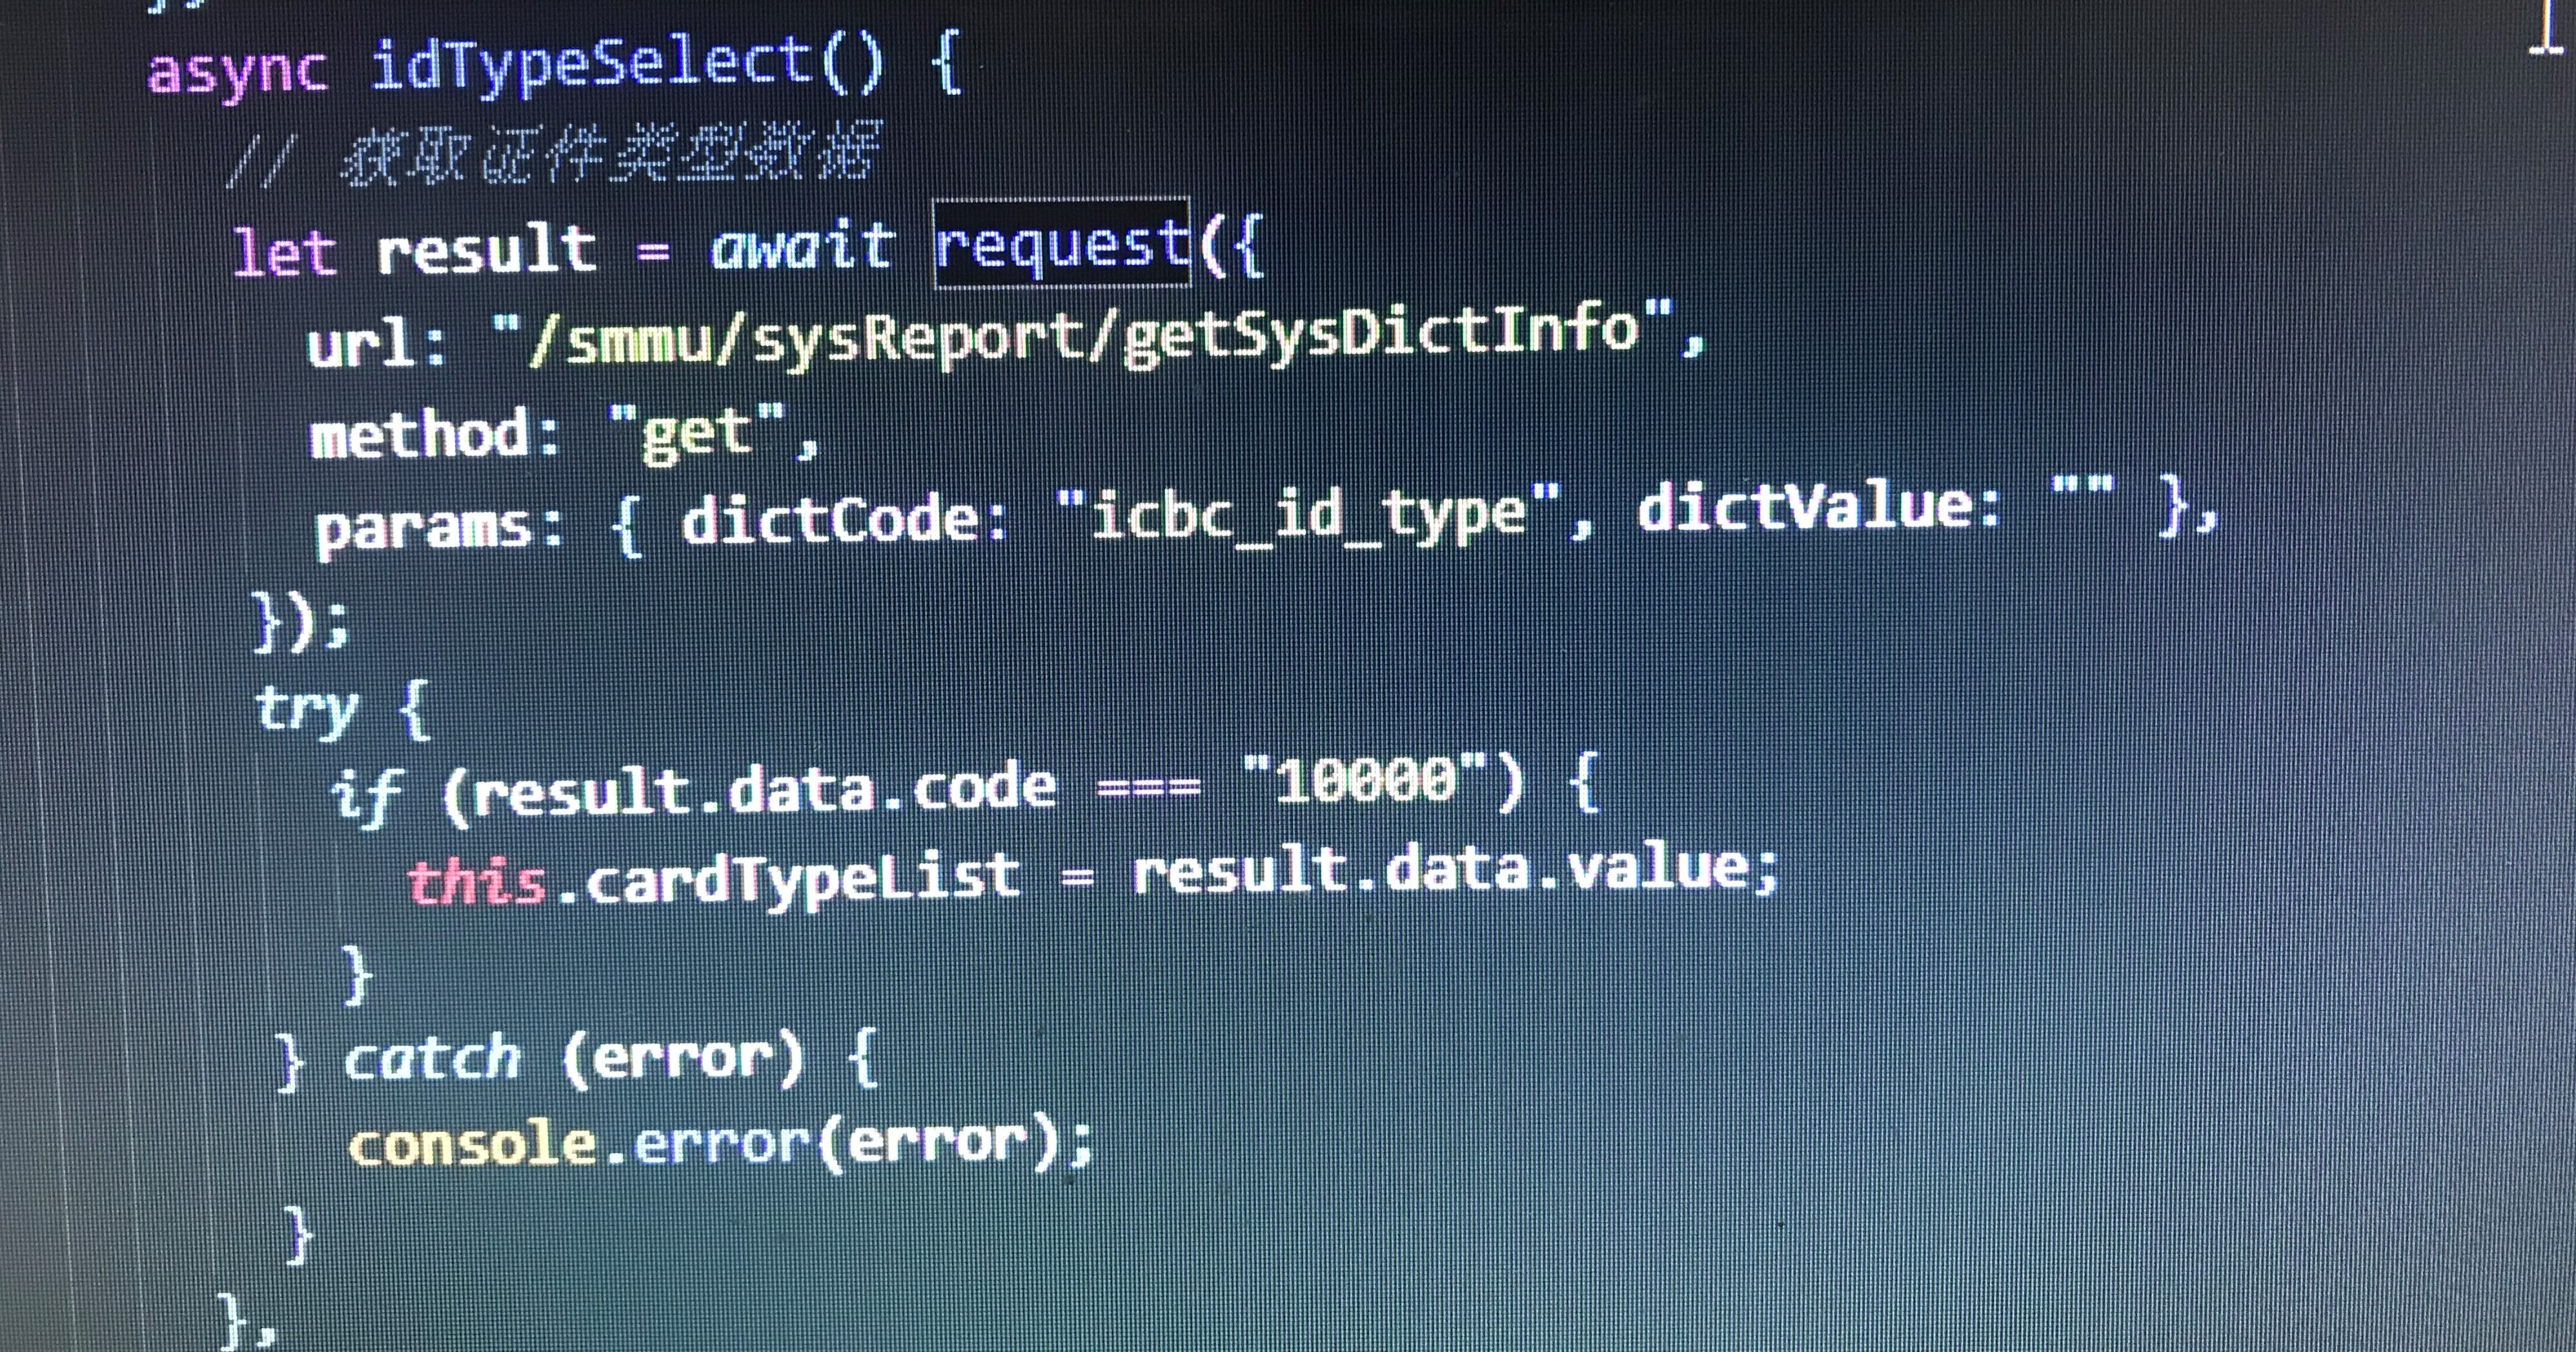 async idTypeSelect() {
// 获取证件类型数据
let result = await request({
url: "/smmu/sysReport/getSysDictInfo",
method: "get",
params: { dictCode: "icbc_id_type", dictValue: "" },
});
try {
if (result.data.code === "10000") {
this.cardTypeList = result.data.value;
}
} catch (error) {
console.error(error);
}
},